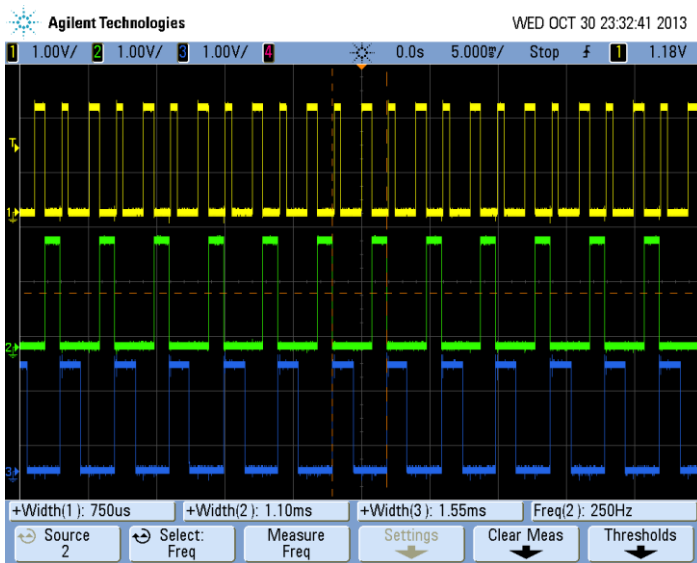 Agilent Technologies WED OCT 30 23:32:41 2013
1 1.00V/ 2 1.00V/ 3 1.00V/ 4 0.0s 5.000ms/ Stop 1 1.18V
T
1
2
3
+Width(1): 750us +Width(2): 1.10ms +Width(3): 1.55ms Freq(2): 250Hz
Source Select: Measure Settings Clear Meas Thresholds
2 Freq Freq